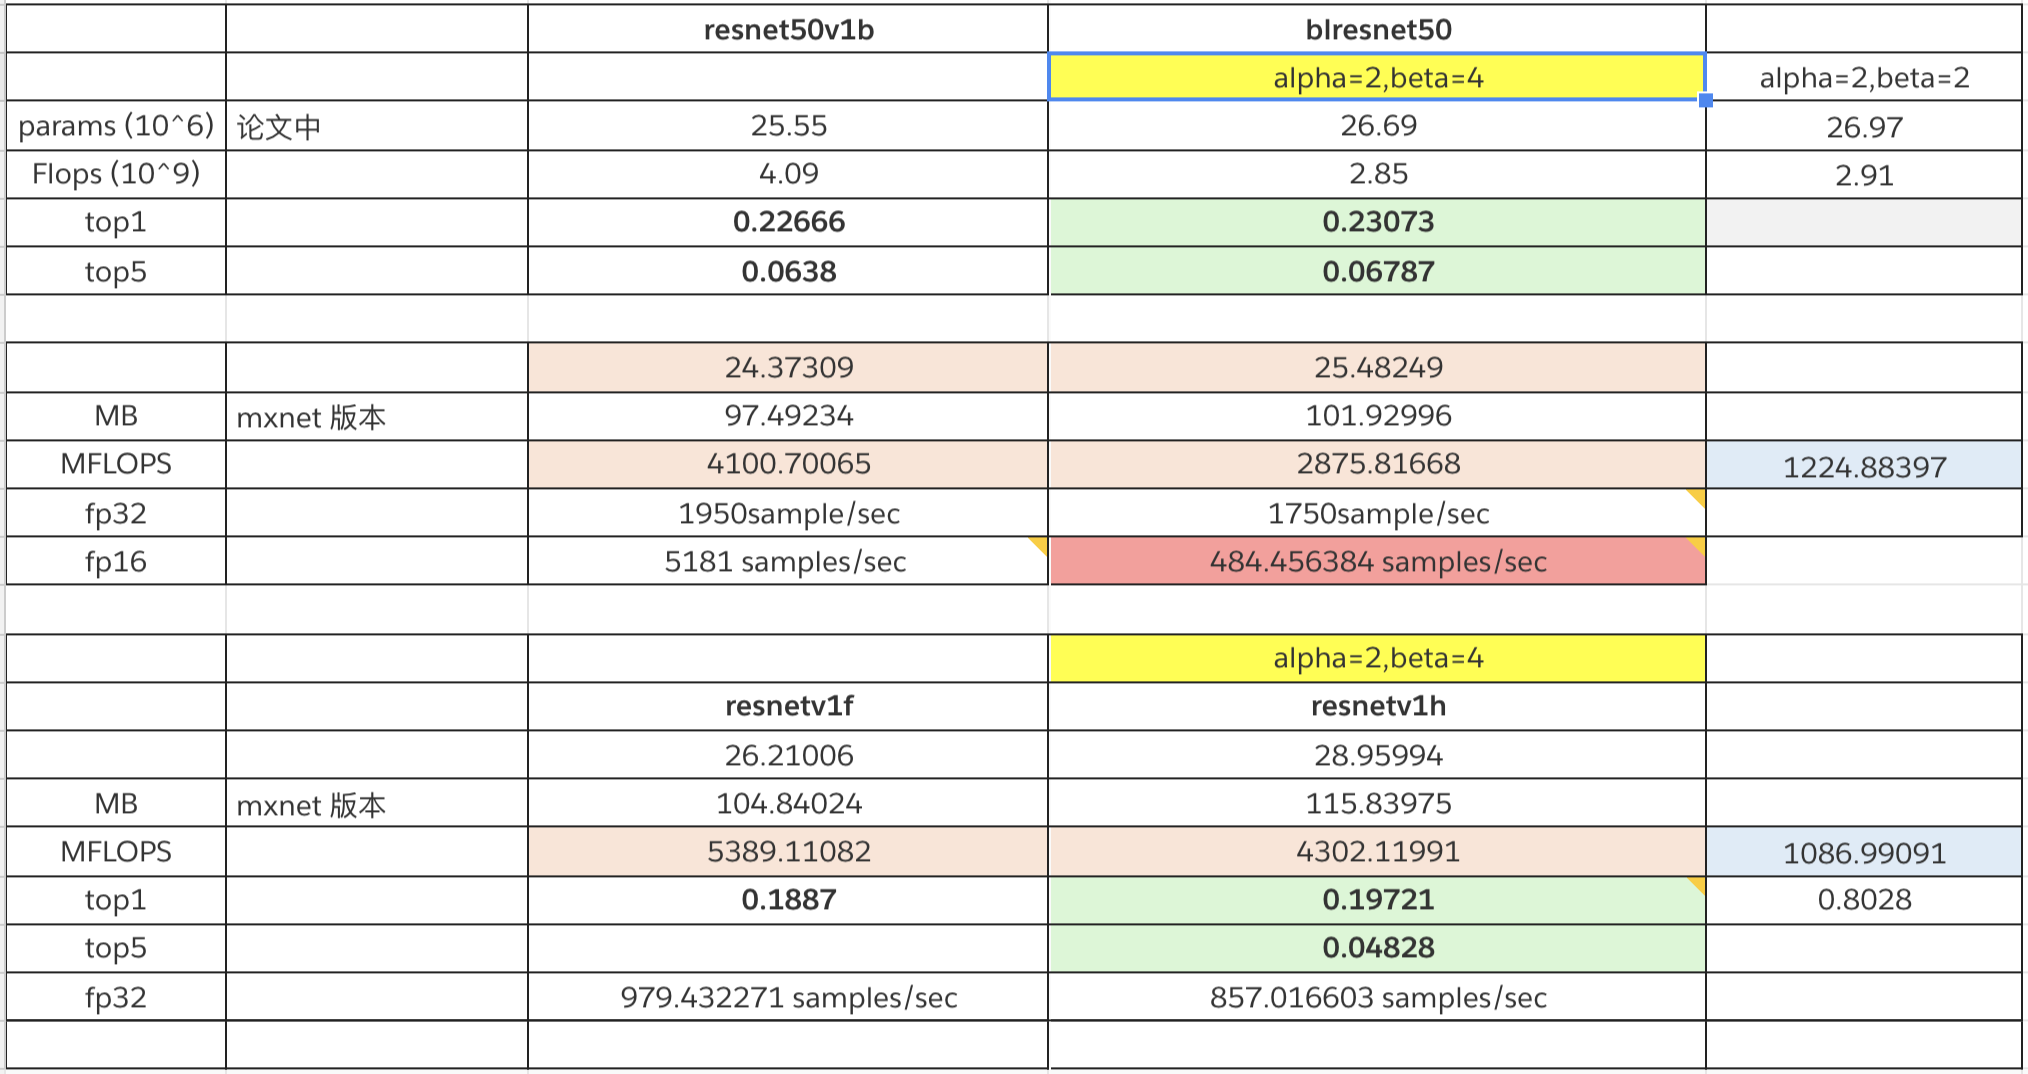 resnet50v1b blresnet50
alpha=2,beta=4 alpha=2,beta=2
params (10^6) 论文中 25.55 26.69 26.97
Flops (10^9) 4.09 2.85 2.91
top1 0.22666 0.23073
top5 0.0638 0.06787
24.37309 25.48249
MB mxnet 版本 97.49234 101.92996
MFLOPS 4100.70065 2875.81668 1224.88397
fp32 1950sample/sec 1750sample/sec
fp16 5181 samples/sec 484.456384 samples/sec
alpha=2,beta=4
resnetv1f resnetv1h
26.21006 28.95994
MB mxnet 版本 104.84024 115.83975
MFLOPS 5389.11082 4302.11991 1086.99091
top1 0.1887 0.19721 0.8028
top5 0.04828
fp32 979.432271 samples/sec 857.016603 samples/sec